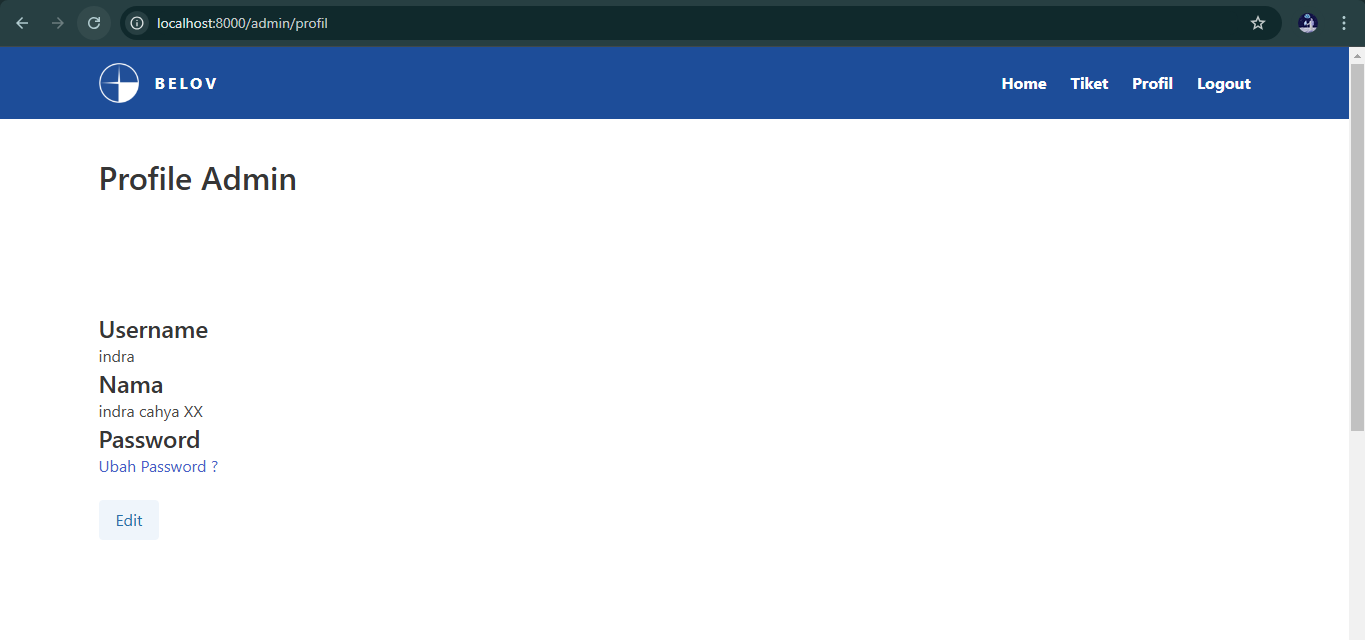 localhost:8000/admin/profil
BELOV
Home Tiket Profil Logout
Profile Admin
Username
indra
Nama
indra cahya XX
Password
Ubah Password ?
Edit